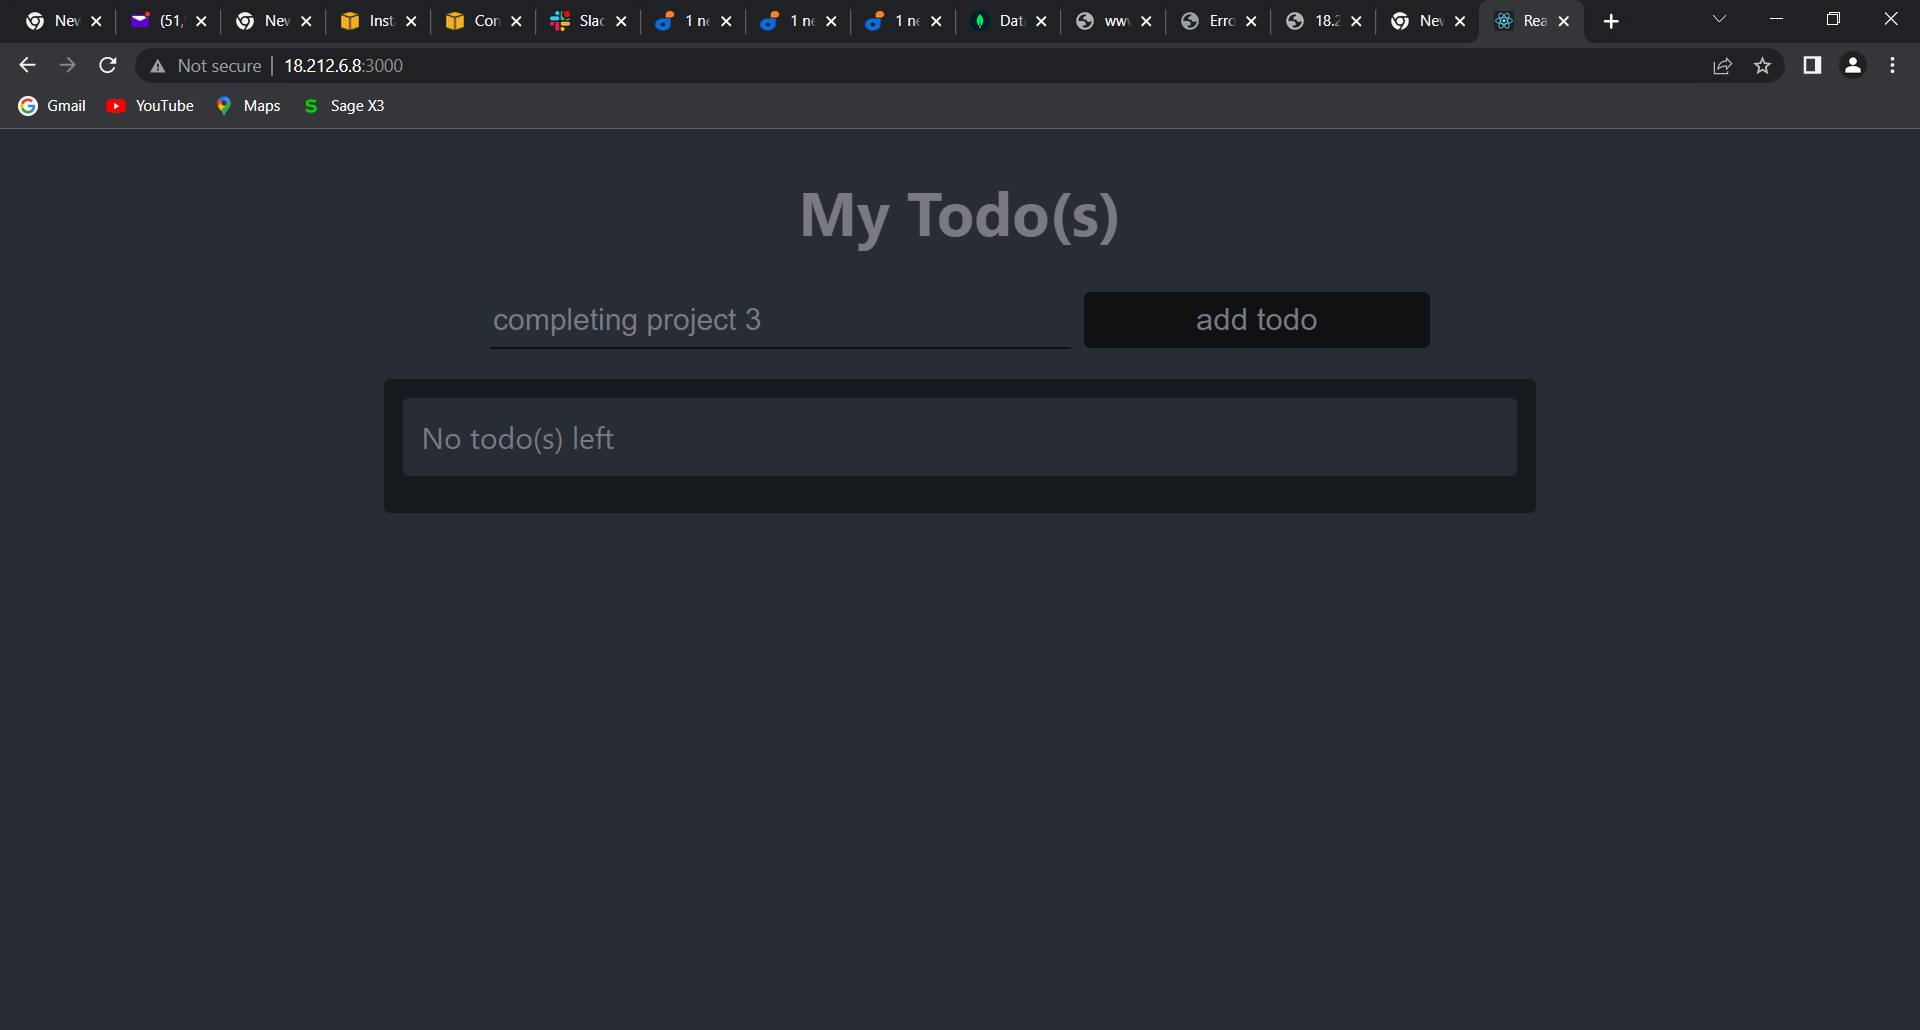 New (51, New Inst Con Slac 1 ne 1 ne 1 ne Dat ww Erro 18.2 New Rea
Not secure 18.212.6.8:3000
Gmail YouTube Maps Sage X3
My Todo(s)
completing project 3 add todo
No todo(s) left